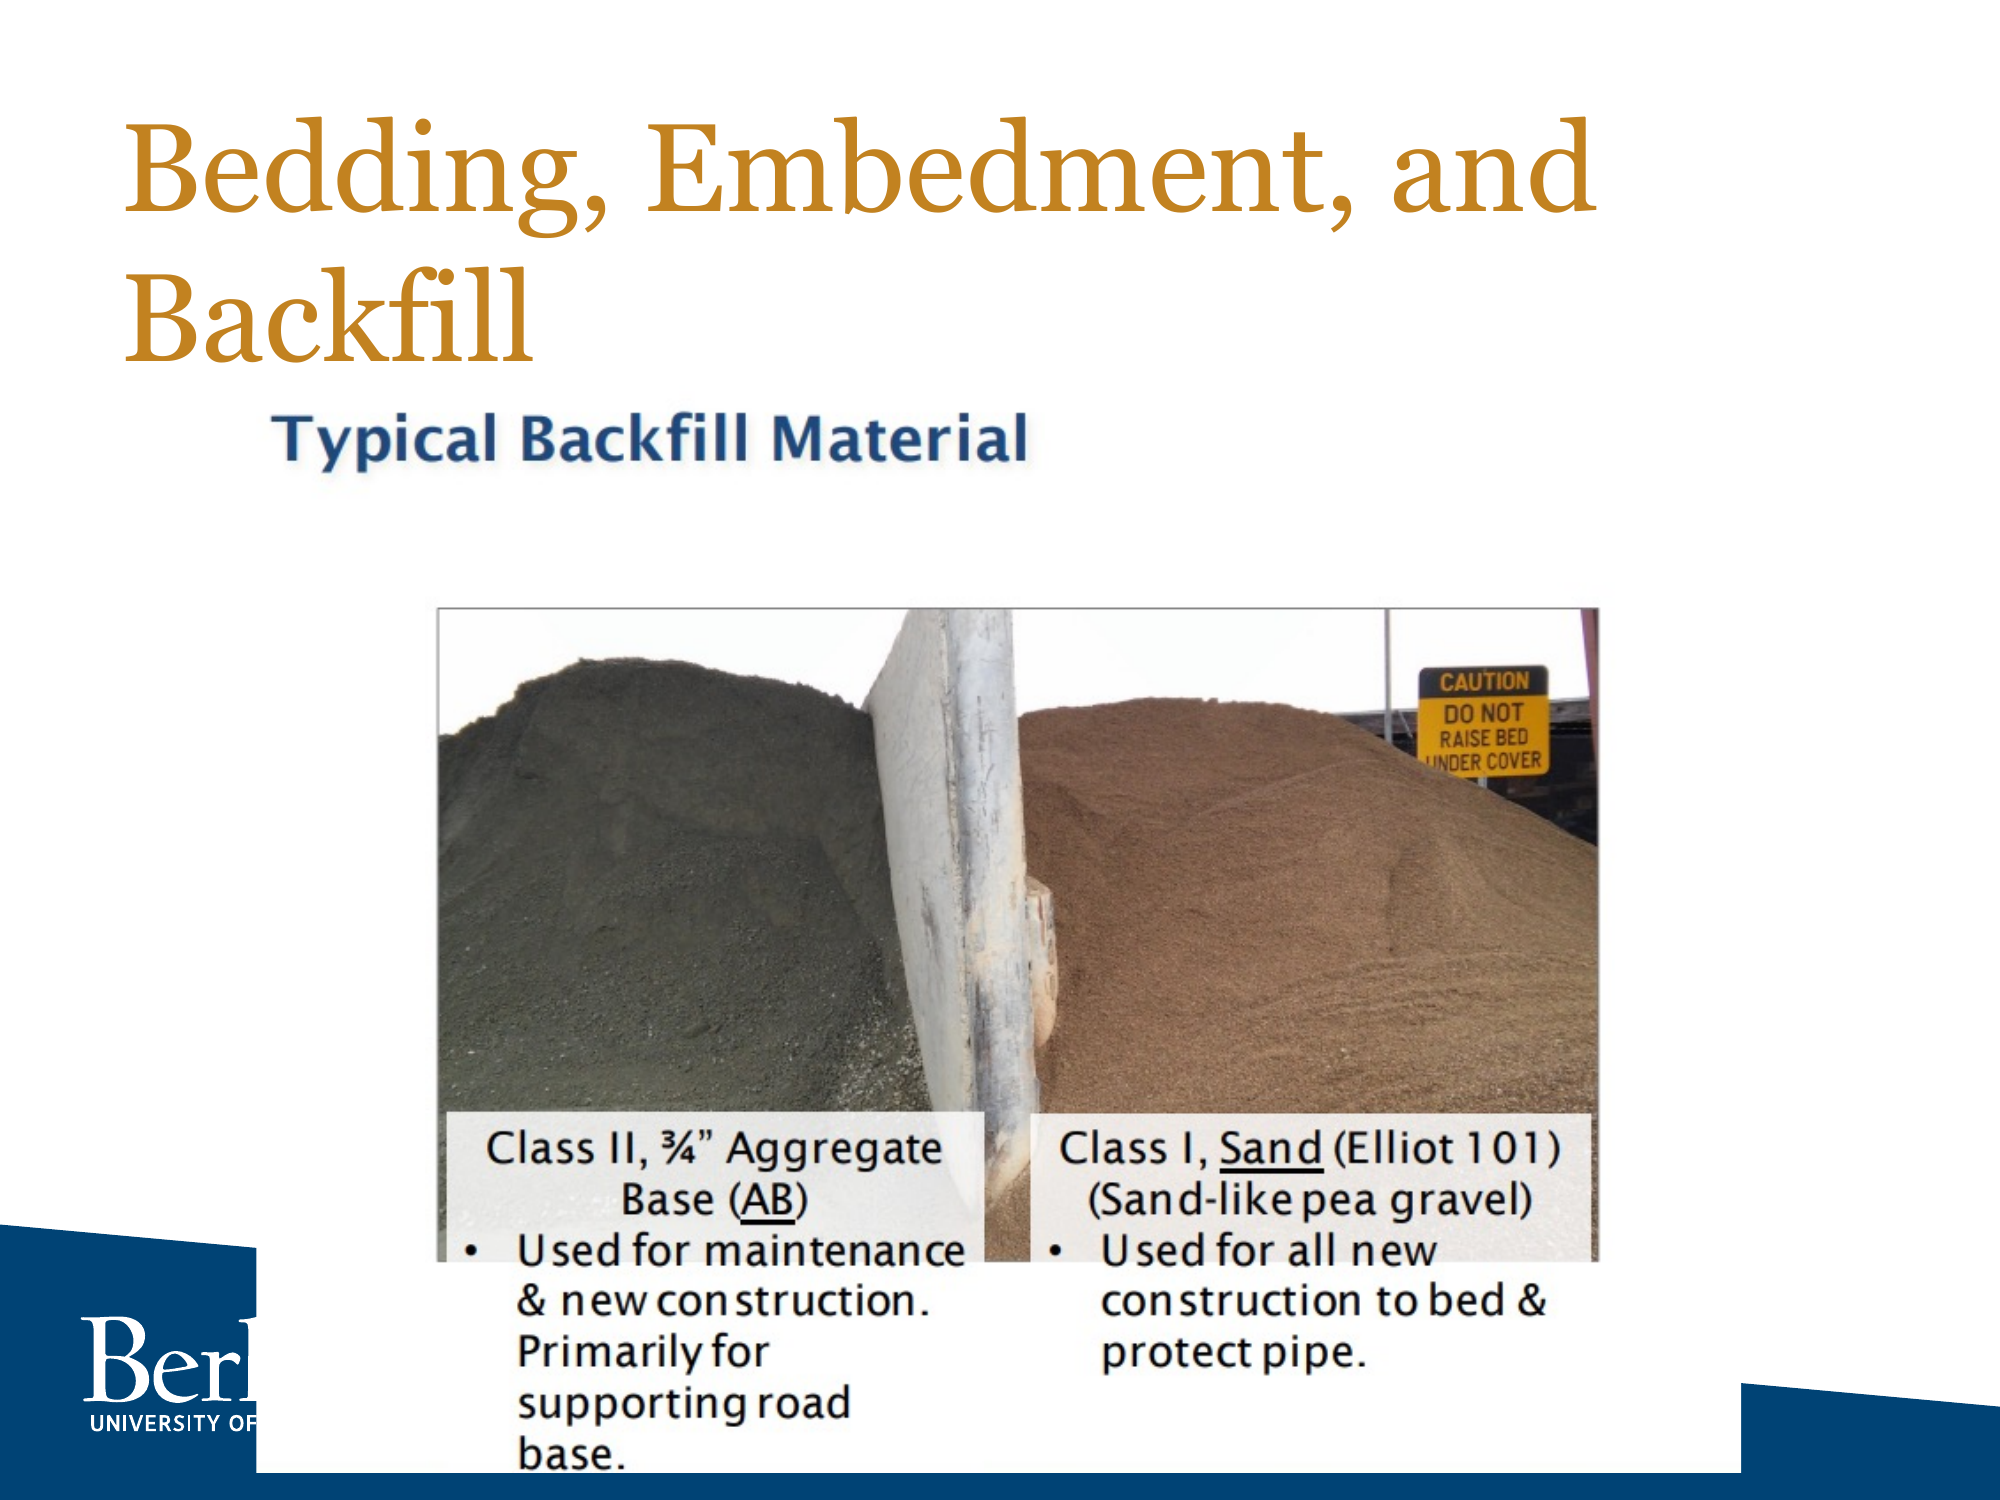 Bedding, Embedment, and
Backfill
Typical Backfill Material
CAUTION
DO NOT
RAISE BED
UNDER COVER
Class II, ¾” Aggregate
Base (AB)
• Used for maintenance
& new construction.
Primarily for
supporting road
base.
Class I, Sand (Elliot 101)
(Sand-like pea gravel)
• Used for all new
construction to bed &
protect pipe.
Ber
UNIVERSITY OF